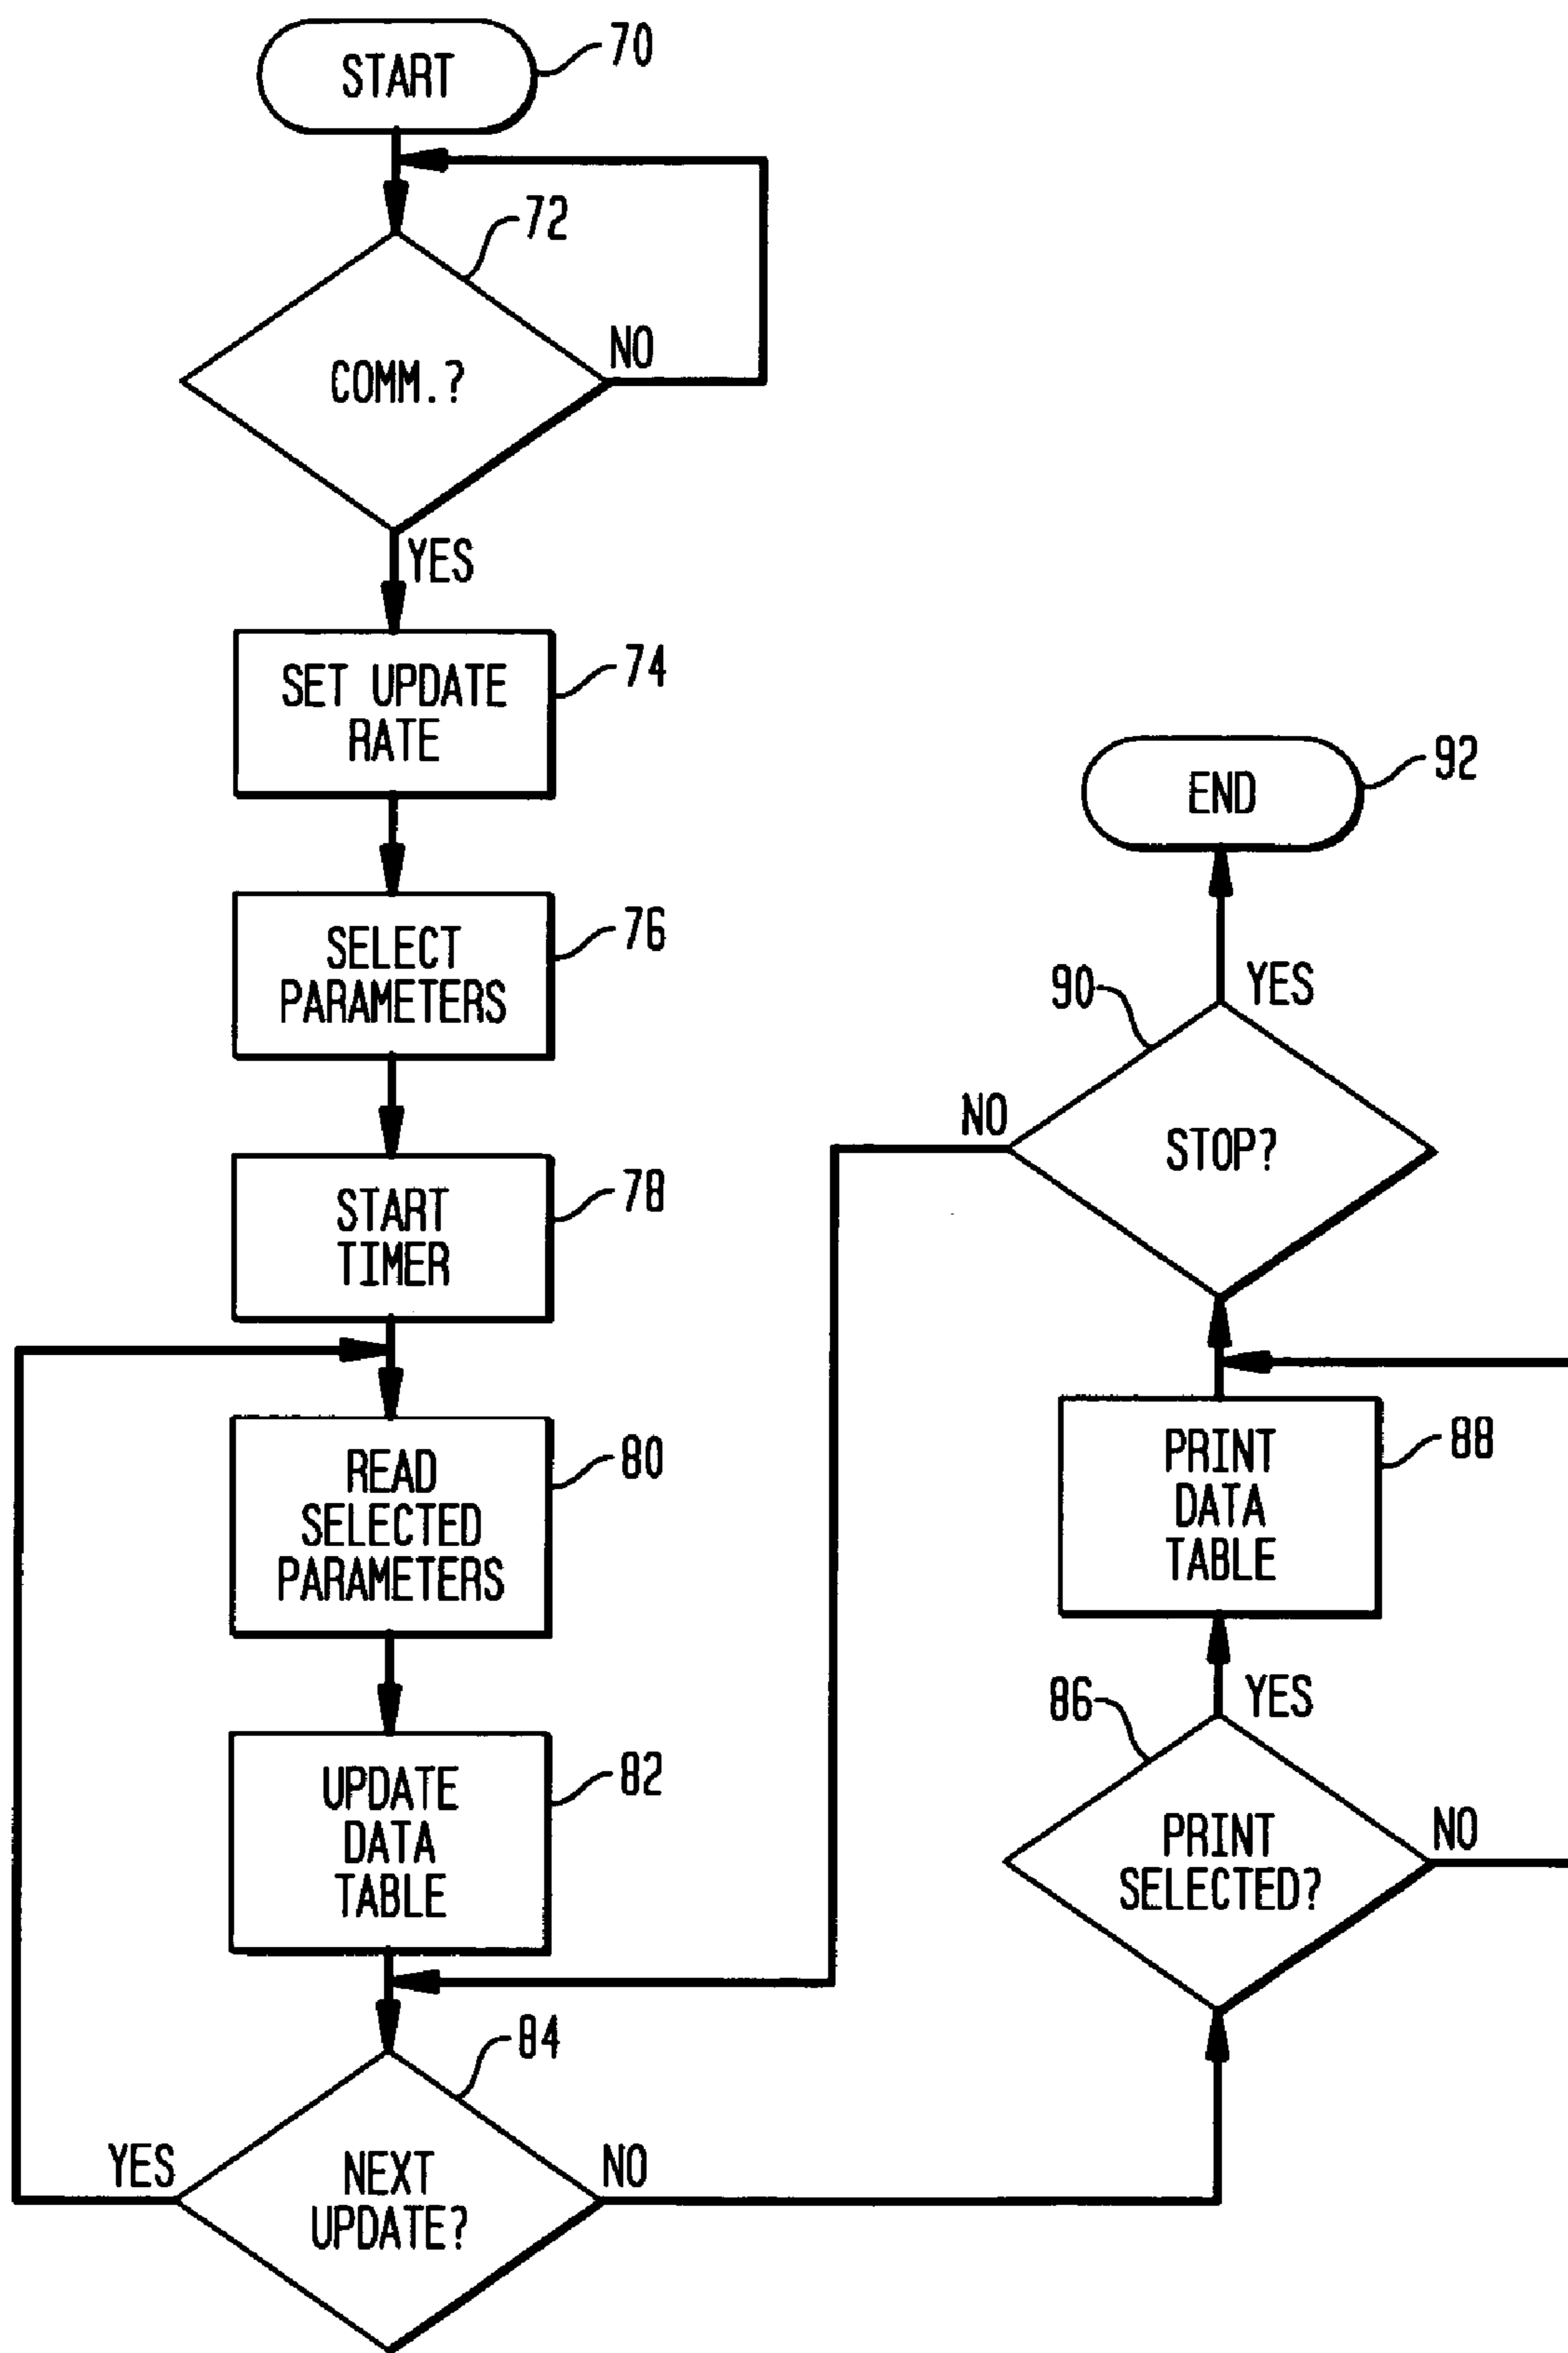 START
70
72
COMM.?
NO
YES
SET UPDATE
RATE
74
SELECT
PARAMETERS
76
START
TIMER
78
READ
SELECTED
PARAMETERS
80
UPDATE
DATA
TABLE
82
84
NEXT
UPDATE?
YES
NO
86
PRINT
SELECTED?
YES
NO
PRINT
DATA
TABLE
88
90
STOP?
NO
YES
END
92